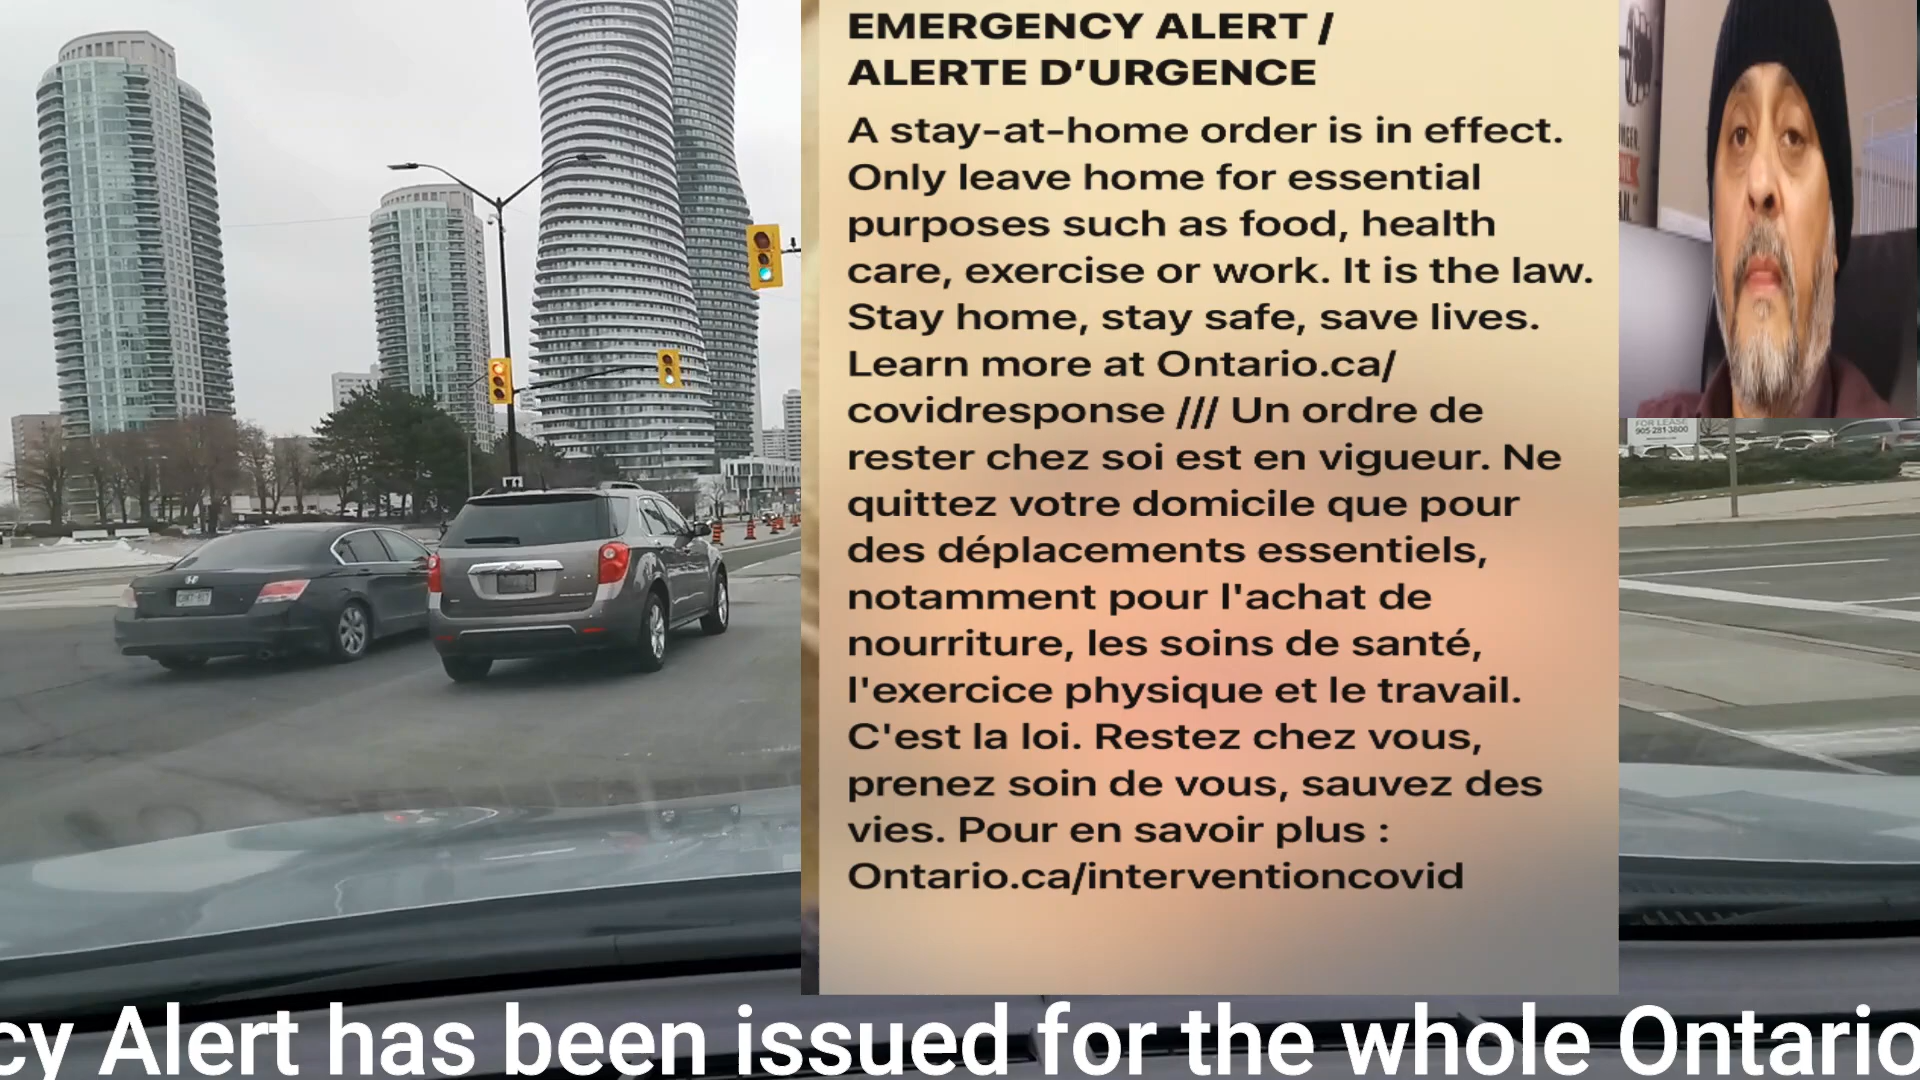 EMERGENCY ALERT /
ALERTE D'URGENCE
A stay-at-home order is in effect.
Only leave home for essential
purposes such as food, health
care, exercise or work. It is the law.
Stay home, stay safe, save lives.
Learn more at Ontario.ca/
covidresponse /// Un ordre de
rester chez soi est en vigueur. Ne
quittez votre domicile que pour
des déplacements essentiels,
notamment pour l'achat de
nourriture, les soins de santé,
l'exercice physique et le travail.
C'est la loi. Restez chez vous,
prenez soin de vous, sauvez des
vies. Pour en savoir plus :
Ontario.ca/interventioncovid
FOR LEASE
905 281 3800
cy Alert has been issued for the whole Ontario